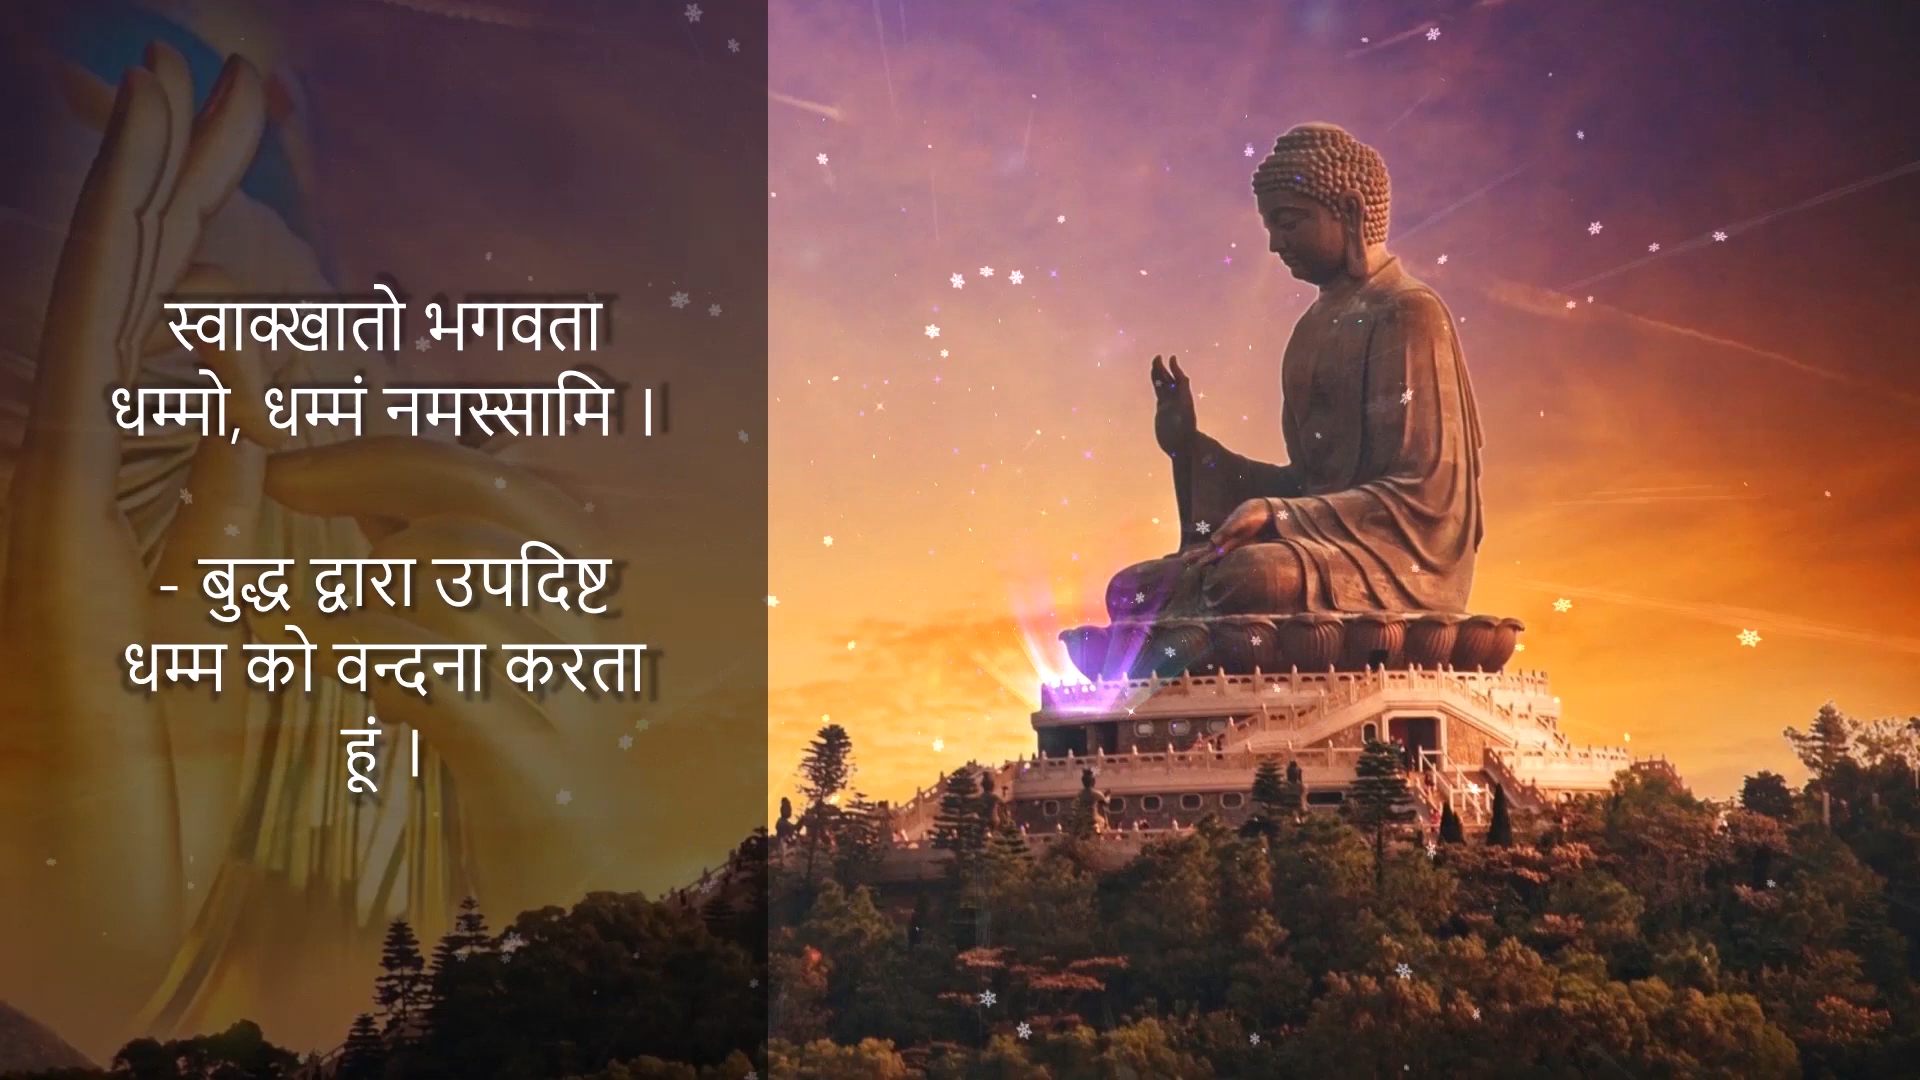 स्वाक्खातो भगवता
धम्मो, धम्मं नमस्सामि ।
- बुद्ध द्वारा उपदिष्ट
धम्म को वन्दना करता
हूं ।